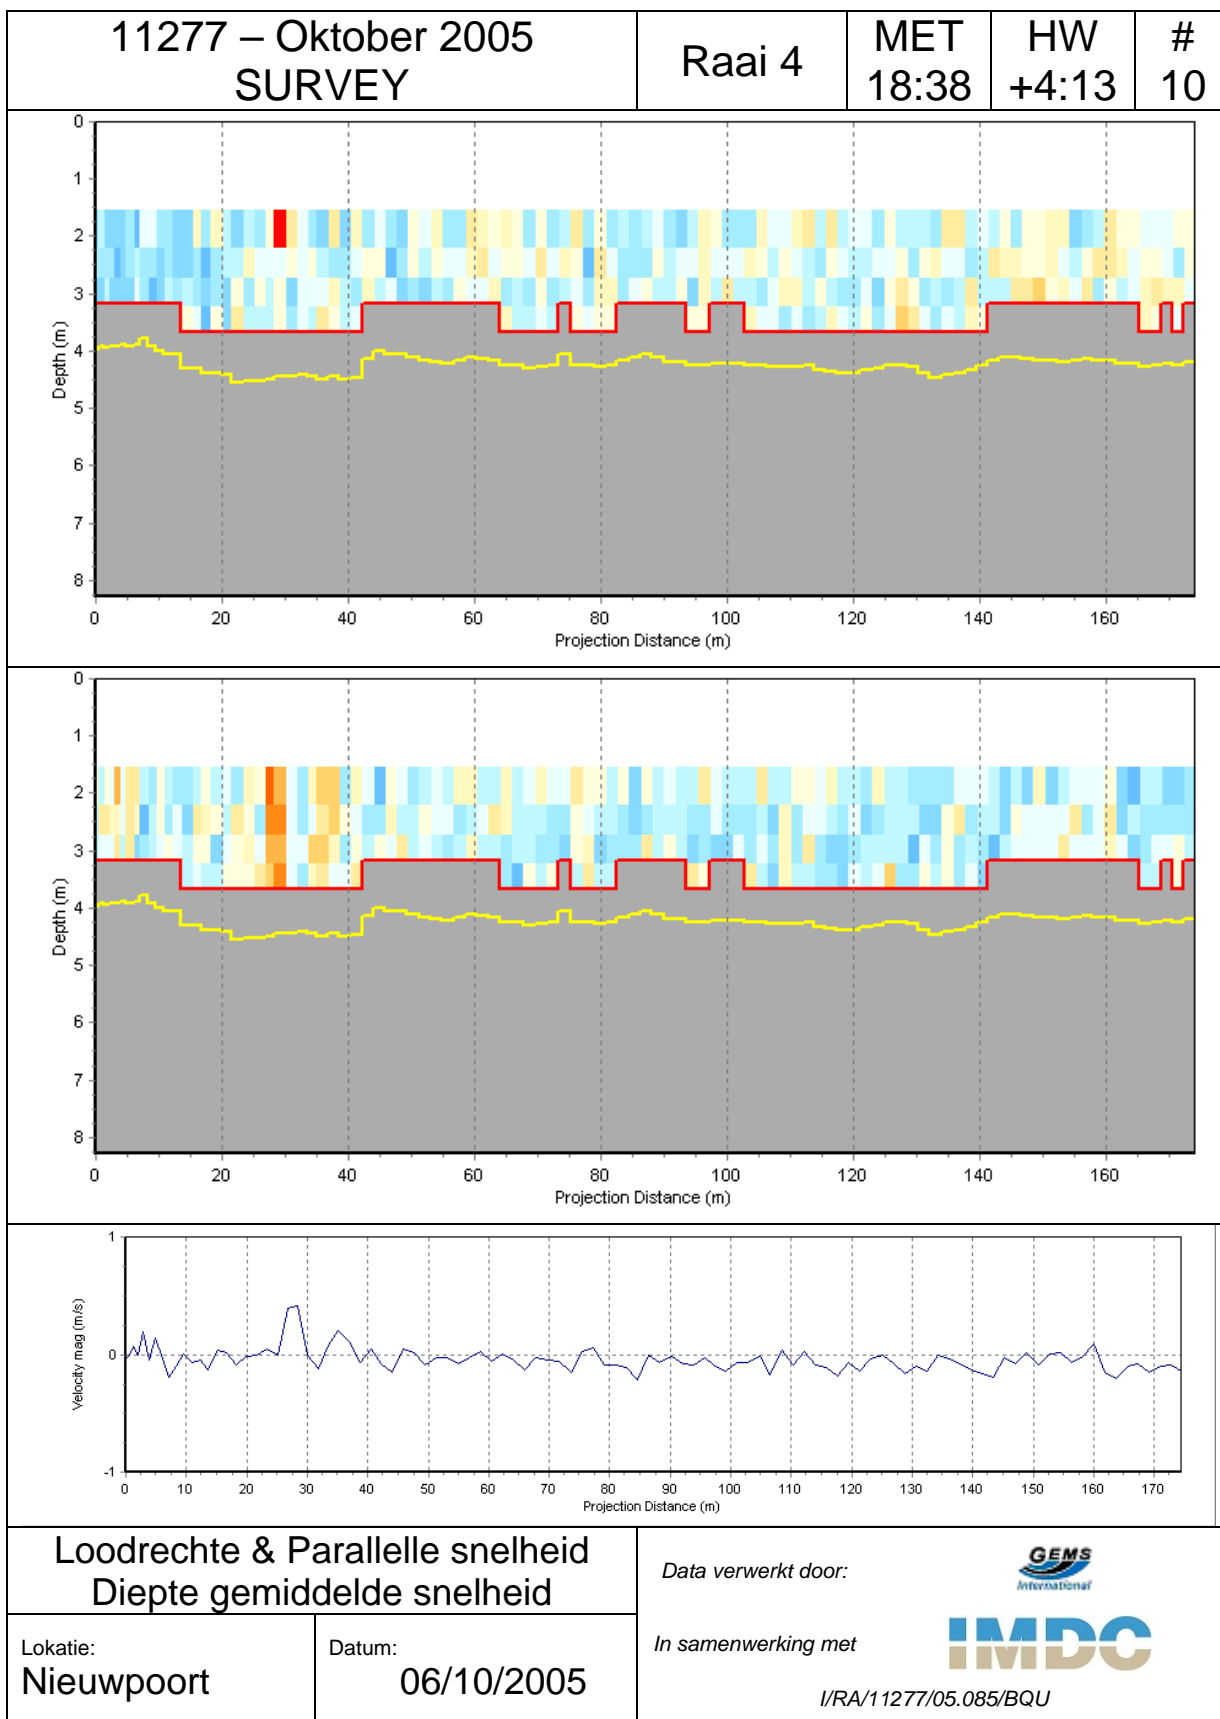 11277 – Oktober 2005
SURVEY
Raai 4
MET
18:38
HW
+4:13
#
10
0
1
2
3
4
5
6
7
8
Depth (m)
0 20 40 60 80 100 120 140 160
Projection Distance (m)
0
1
2
3
4
5
6
7
8
Depth (m)
0 20 40 60 80 100 120 140 160
Projection Distance (m)
1
0
-1
Velocity mag (m/s)
0 10 20 30 40 50 60 70 80 90 100 110 120 130 140 150 160 170
Projection Distance (m)
Loodrechte & Parallelle snelheid
Diepte gemiddelde snelheid
Data verwerkt door:
GEMS
International
In samenwerking met
IMDC
Lokatie:
Nieuwpoort
Datum:
06/10/2005
I/RA/11277/05.085/BQU